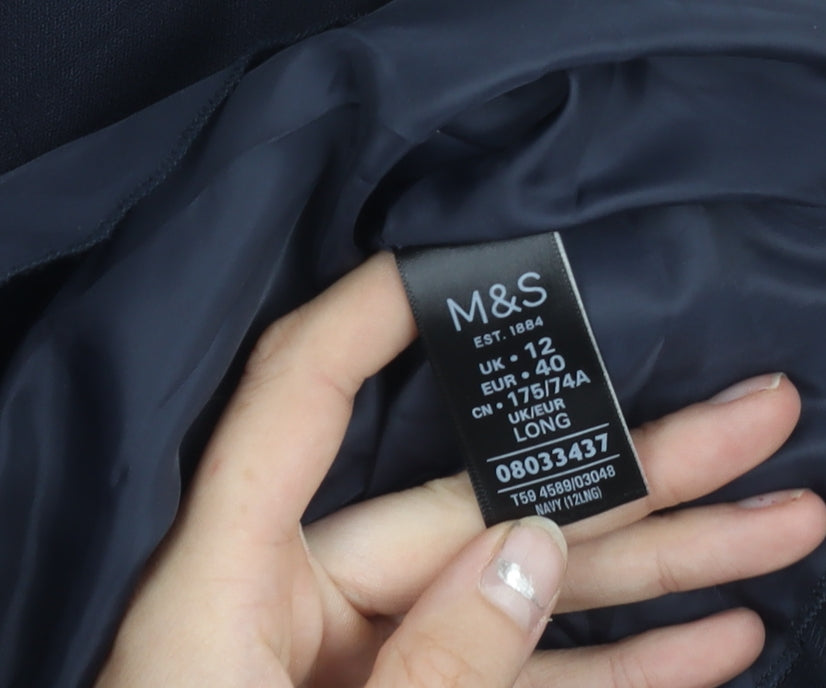 M&S
EST. 1884
UK • 12
EUR • 40
CN • 175/74A
UK/EUR
LONG
08033437
T59 4589/03048
NAVY (12LNG)